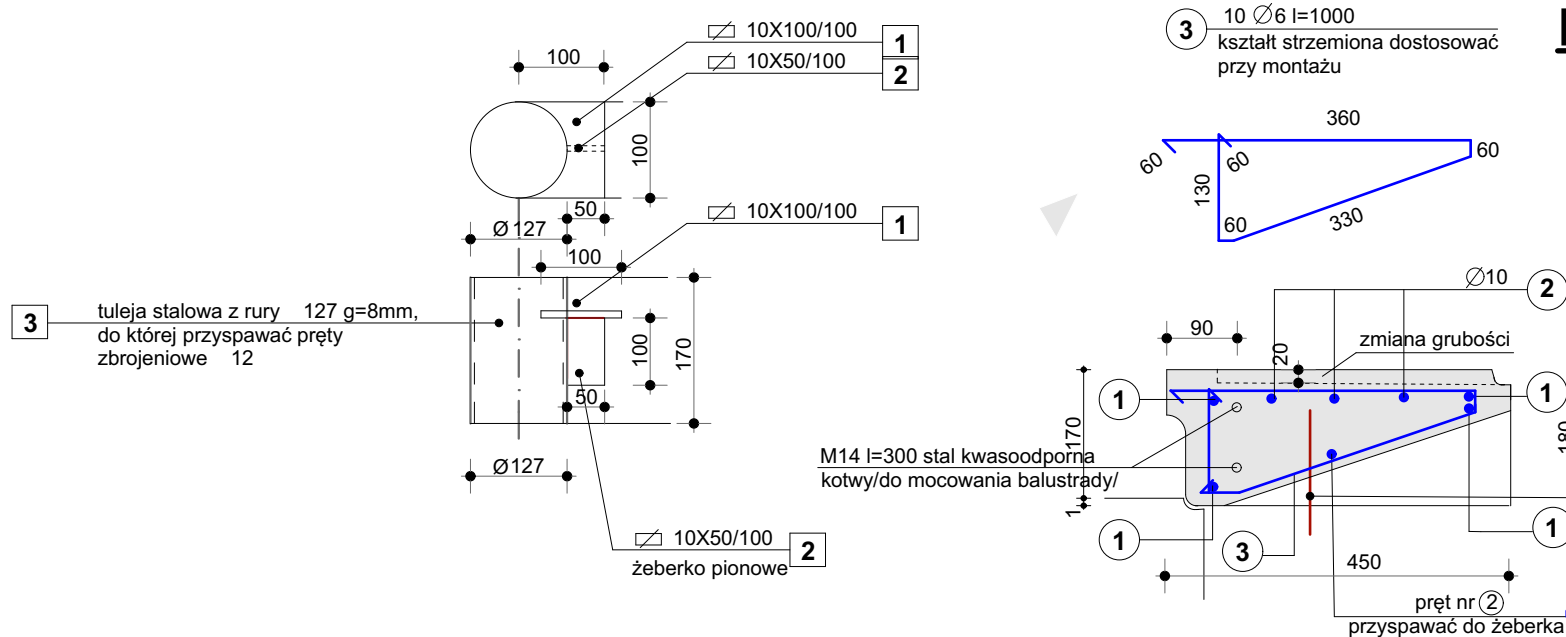 10X100/100
1
10X50/100
2
100
100
50
Ø127
10X100/100
1
100
3
tuleja stalowa z rury 127 g=8mm,
do której przyspawać pręty
zbrojeniowe 12
100
170
50
Ø127
10X50/100
2
żeberko pionowe
3
10 Ø6 l=1000
kształt strzemiona dostosować
przy montażu
360
60
60
60
130
60
330
Ø10
2
90
20
zmiana grubości
1
1
170
180
M14 l=300 stal kwasoodporna
kotwy/do mocowania balustrady/
1
1
3
1
450
pręt nr 2
przyspawać do żeberka